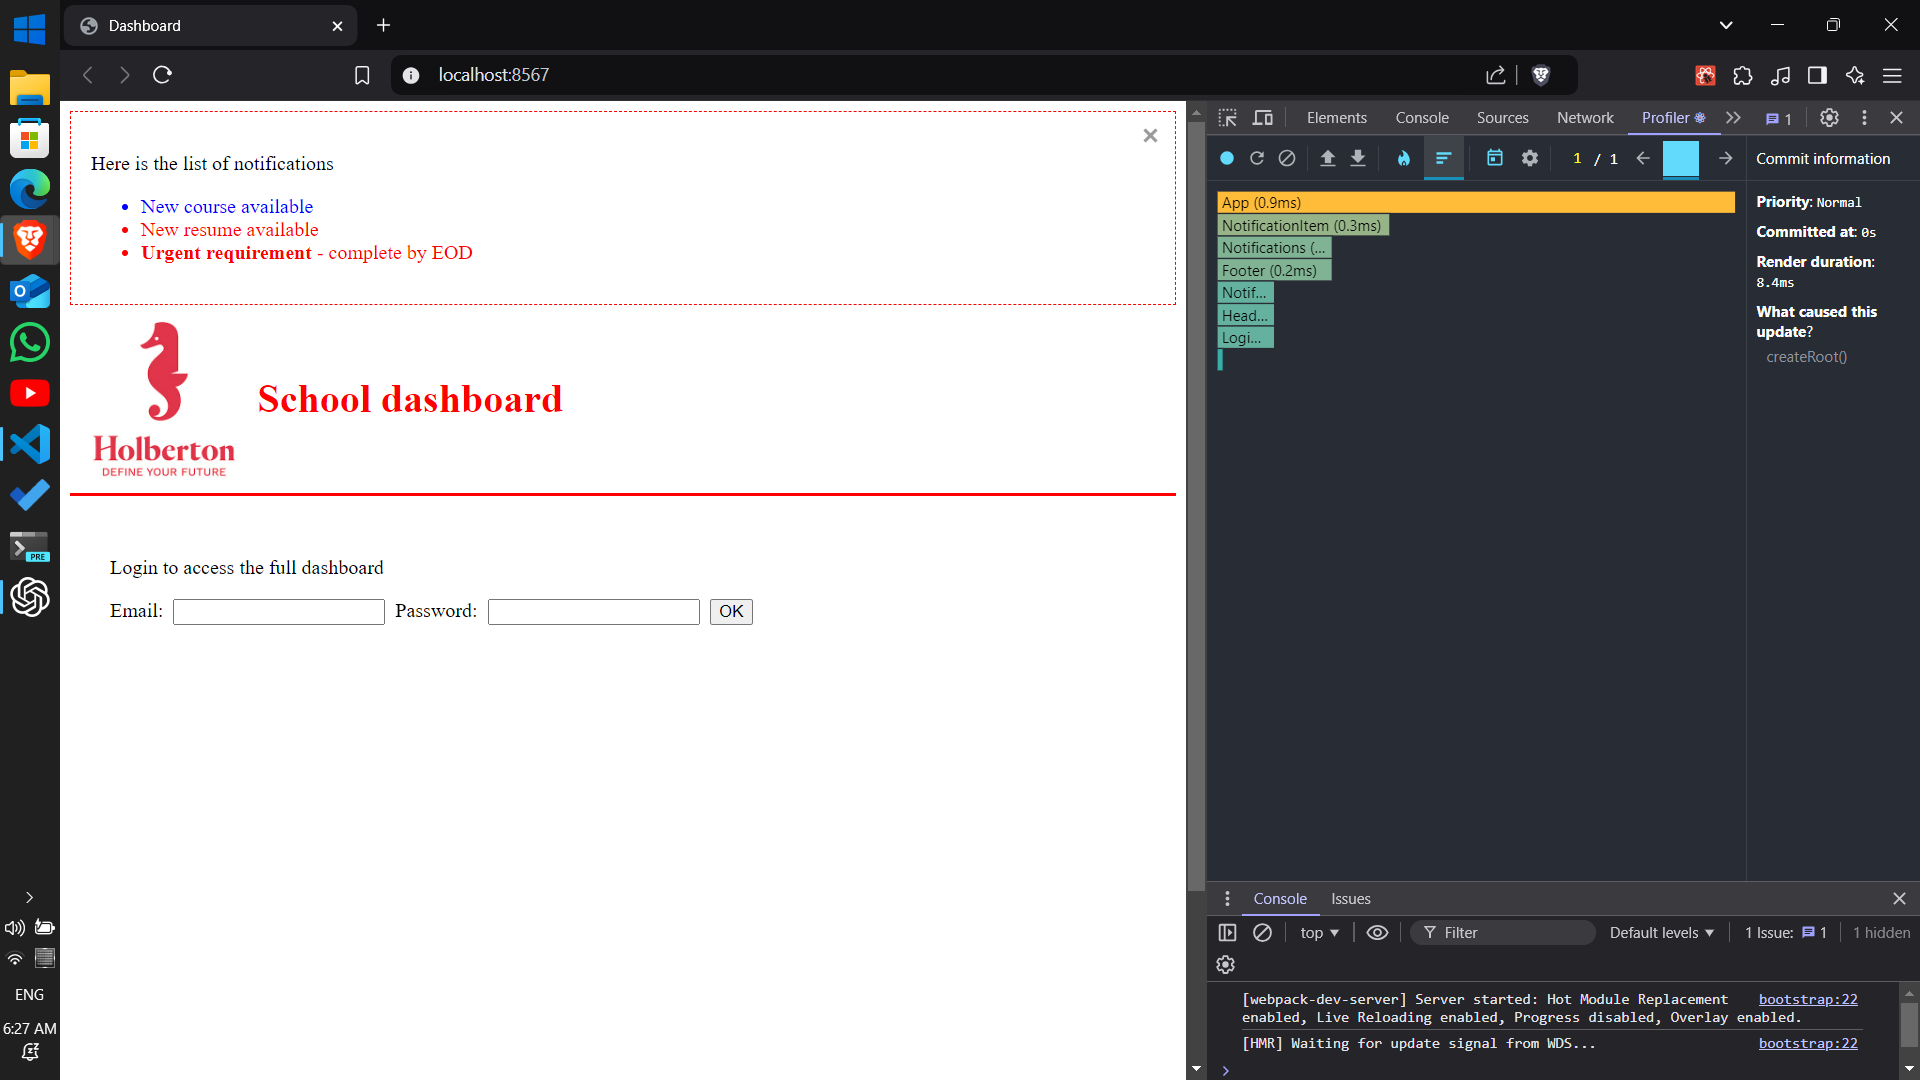 Dashboard
localhost:8567
Here is the list of notifications
New course available
New resume available
Urgent requirement - complete by EOD
Holberton
DEFINE YOUR FUTURE
School dashboard
Login to access the full dashboard
Email: Password: OK
Elements Console Sources Network Profiler 1
1 / 1
App (0.9ms)
NotificationItem (0.3ms)
Notifications (...
Footer (0.2ms)
Notif...
Head...
Logi...
Commit information
Priority: Normal
Committed at: 0s
Render duration:
8.4ms
What caused this
update?
createRoot()
Console Issues
top Filter Default levels 1 Issue: 1 1 hidden
[webpack-dev-server] Server started: Hot Module Replacement bootstrap:22
enabled, Live Reloading enabled, Progress disabled, Overlay enabled.
[HMR] Waiting for update signal from WDS... bootstrap:22
PRE
ENG
6:27 AM